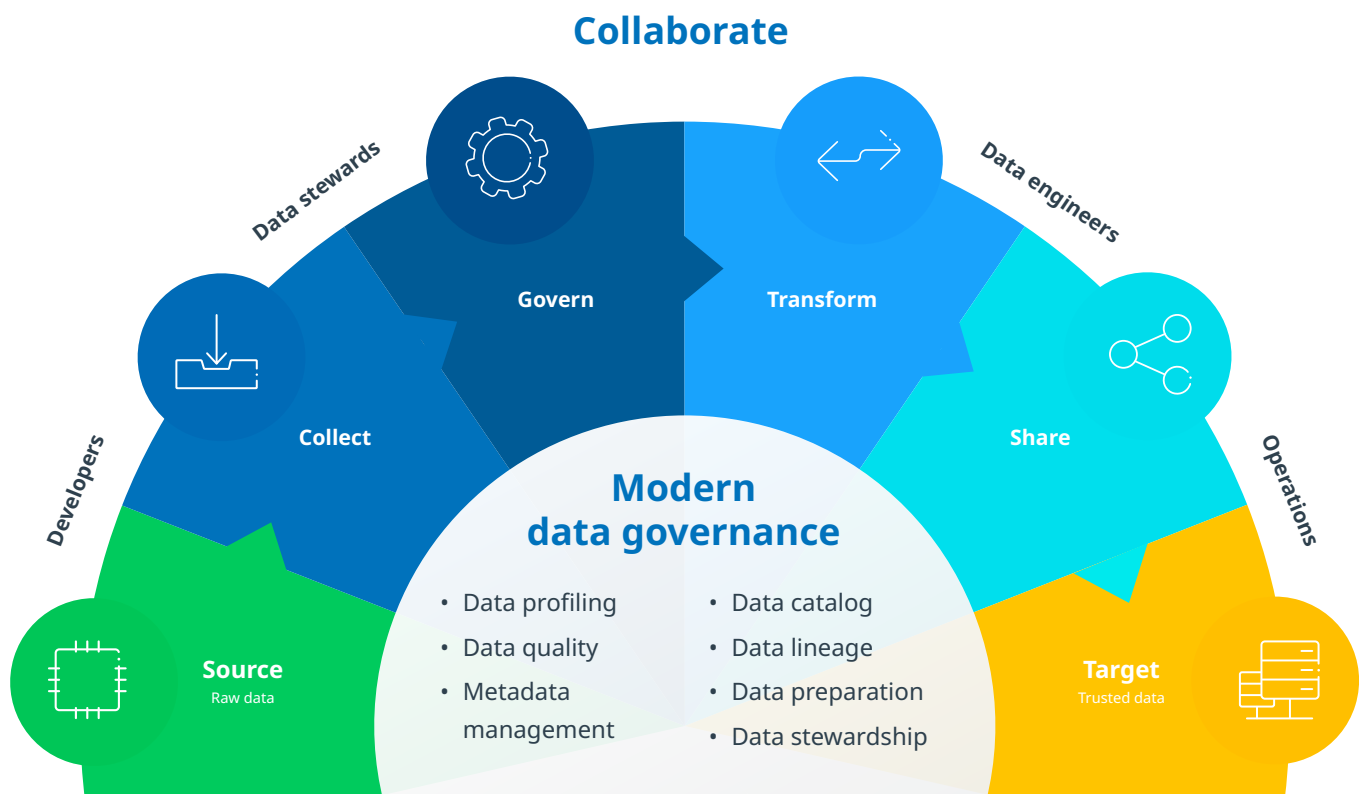 Collaborate
Data stewards
Data engineers
Govern
Transform
Developers
Collect
Share
Operations
Modern
data governance
• Data profiling
• Data quality
• Metadata
management
• Data catalog
• Data lineage
• Data preparation
• Data stewardship
Source
Raw data
Target
Trusted data